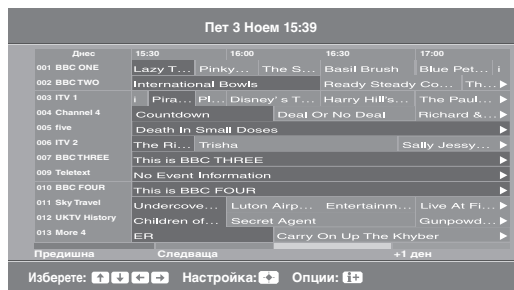 Пет 3 Ноем 15:39
Днес 15:30 16:00 16:30 17:00
001 BBC ONE Lazy T... Pinky... The S... Basil Brush Blue Pet... i
002 BBC TWO International Bowls Ready Steady Co... Th...
003 ITV 1 i Pira... Pl... Disney's T... Harry Hill's... The Paul...
004 Channel 4 Countdown Deal Or No Deal Richard &...
005 five Death In Small Doses
006 ITV 2 The Ri... Trisha Sally Jessy...
007 BBC THREE This is BBC THREE
009 Teletext No Event Information
010 BBC FOUR This is BBC FOUR
011 Sky Travel Undercove... Luton Airp... Entertainm... Live At Fi...
012 UKTV History Children of... Secret Agent Gunpowd...
013 More 4 ER Carry On Up The Khyber
Предишна Следваща +1 ден
Изберете: Настройка: Опции: i+